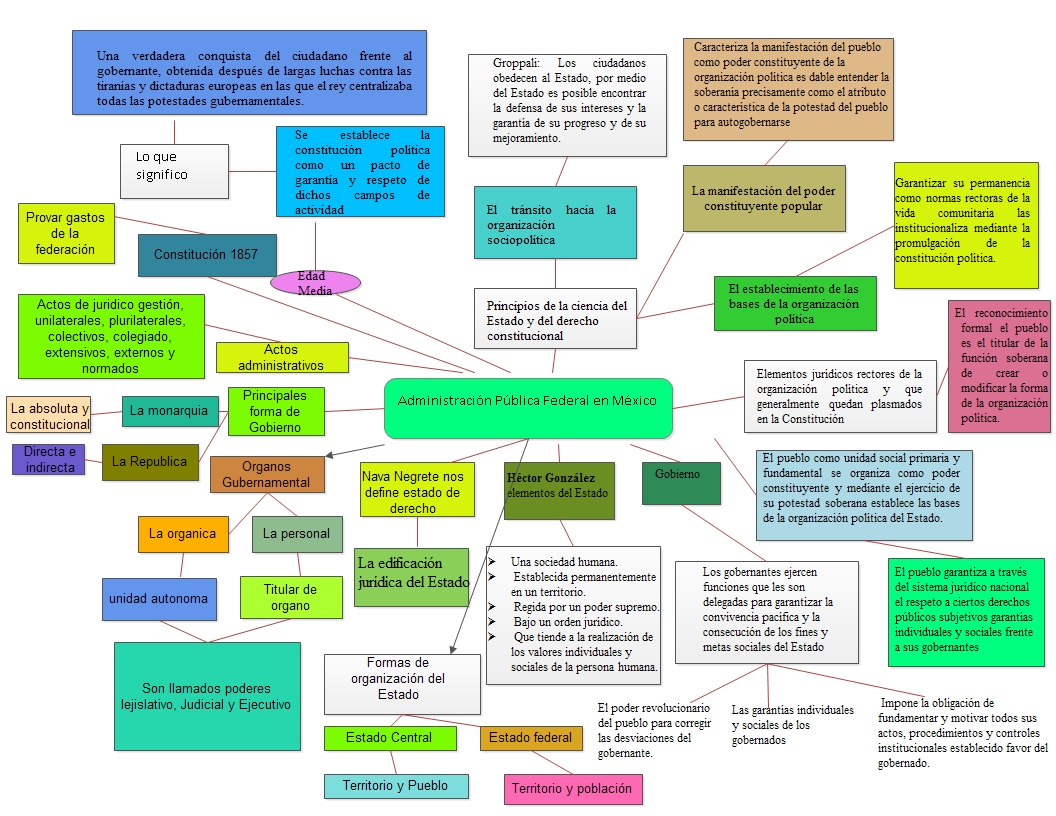 Una verdadera conquista del ciudadano frente al
gobernante, obtenida después de largas luchas contra las
tiranias y dictaduras europeas en las que el rey centralizaba
todas las potestades gubernamentales.
Lo que
significo
Se establece la
constitución política
como un pacto de
garantía y respeto de
dichos campos de
actividad
Groppali: Los ciudadanos
obedecen al Estado, por medio
del Estado es posible encontrar
la defensa de sus intereses y la
garantía de su progreso y de su
mejoramiento.
Caracteriza la manifestación del pueblo
como poder constituyente de la
organización política es dable entender la
soberania precisamente como el atributo
o característica de la potestad del pueblo
para autogobernarse
La manifestación del poder
constituyente popular
Garantizar su permanencia
como normas rectoras de la
vida comunitaria las
institucionaliza mediante la
promulgación de la
constitución política.
Provar gastos
de la
federación
Constitución 1857
Edad
Media
El tránsito hacia la
organización
sociopolítica
Principios de la ciencia del
Estado y del derecho
constitucional
El establecimiento de las
bases de la organización
política
El reconocimiento
formal el pueblo
es el titular de la
función soberana
de crear o
modificar la forma
de la organización
política.
Actos de juridico gestión,
unilaterales, plurilaterales,
colectivos, colegiado,
extensivos, externos y
normados
Actos
administrativos
Elementos jurídicos rectores de la
organización política y que
generalmente quedan plasmados
en la Constitución
La absoluta y
constitucional
La monarquia
Principales
forma de
Gobierno
Administración Pública Federal en México
Directa e
indirecta
La Republica
Organos
Gubernamental
Nava Negrete nos
define estado de
derecho
Héctor González
elementos del Estado
Gobierno
El pueblo como unidad social primaria y
fundamental se organiza como poder
constituyente y mediante el ejercicio de
su potestad soberana establece las bases
de la organización política del Estado.
La organica
La personal
La edificación
jurídica del Estado
Una sociedad humana.
Establecida permanentemente
en un territorio.
Regida por un poder supremo.
Bajo un orden jurídico.
Que tiende a la realización de
los valores individuales y
sociales de la persona humana.
Los gobernantes ejercen
funciones que les son
delegadas para garantizar la
convivencia pacifica y la
consecución de los fines y
metas sociales del Estado
El pueblo garantiza a través
del sistema jurídico nacional
el respeto a ciertos derechos
públicos subjetivos garantías
individuales y sociales frente
a sus gobernantes
unidad autonoma
Titular de
organo
Son llamados poderes
lejislativo, Judicial y Ejecutivo
Formas de
organización del
Estado
Estado Central
Estado federal
Territorio y Pueblo
Territorio y población
El poder revolucionario
del pueblo para corregir
las desviaciones del
gobernante.
Las garantías individuales
y sociales de los
gobernados
Impone la obligación de
fundamentar y motivar todos sus
actos, procedimientos y controles
institucionales establecido favor del
gobernado.